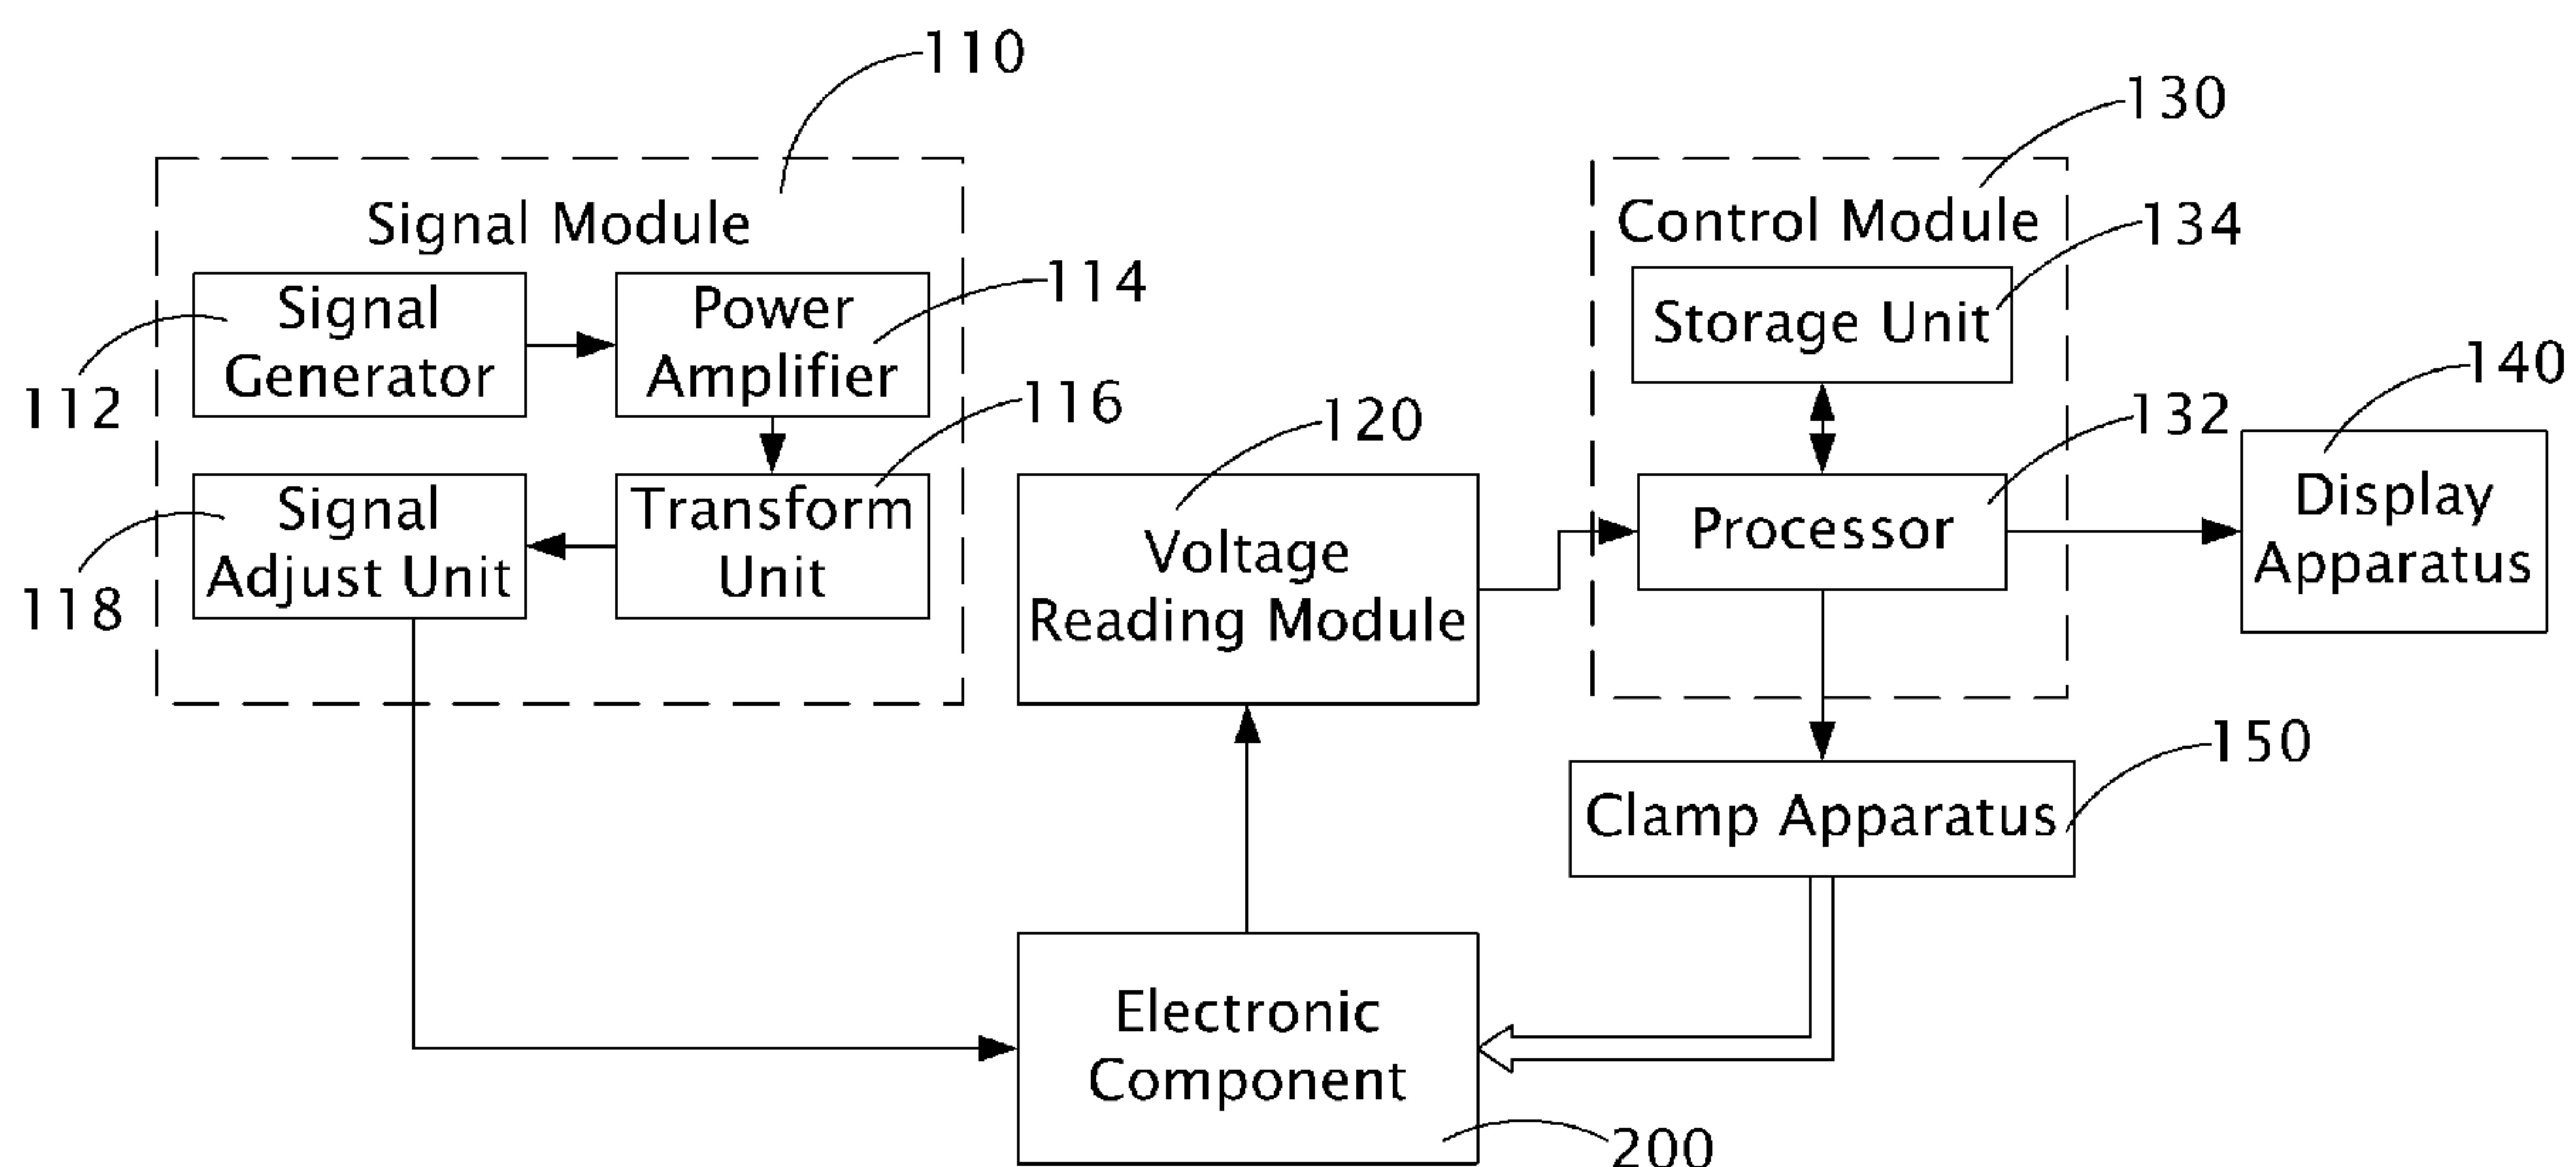 110
130
Signal Module
Control Module
134
Signal
Generator
Power
Amplifier
114
Storage Unit
112
116
120
132
140
Signal
Adjust Unit
Transform
Unit
Voltage
Reading Module
Processor
Display
Apparatus
118
150
Clamp Apparatus
Electronic
Component
200